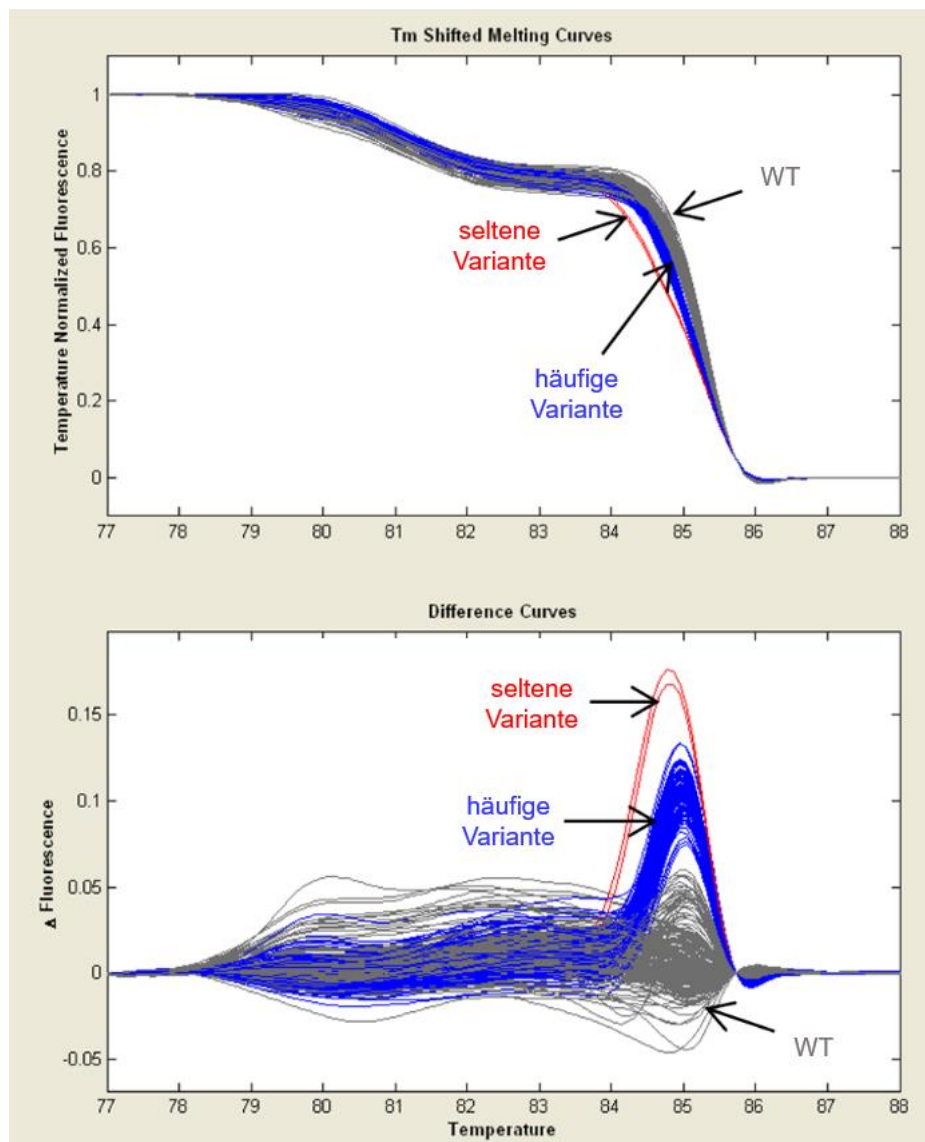 Tm Shifted Melting Curves
Temperature Normalized Fluorescence
1
0.8
0.6
0.4
0.2
0
WT
seltene
Variante
häufige
Variante
77 78 79 80 81 82 83 84 85 86 87 88
Difference Curves
Δ Fluorescence
0.15
0.1
0.05
0
-0.05
seltene
Variante
häufige
Variante
WT
77 78 79 80 81 82 83 84 85 86 87 88
Temperature